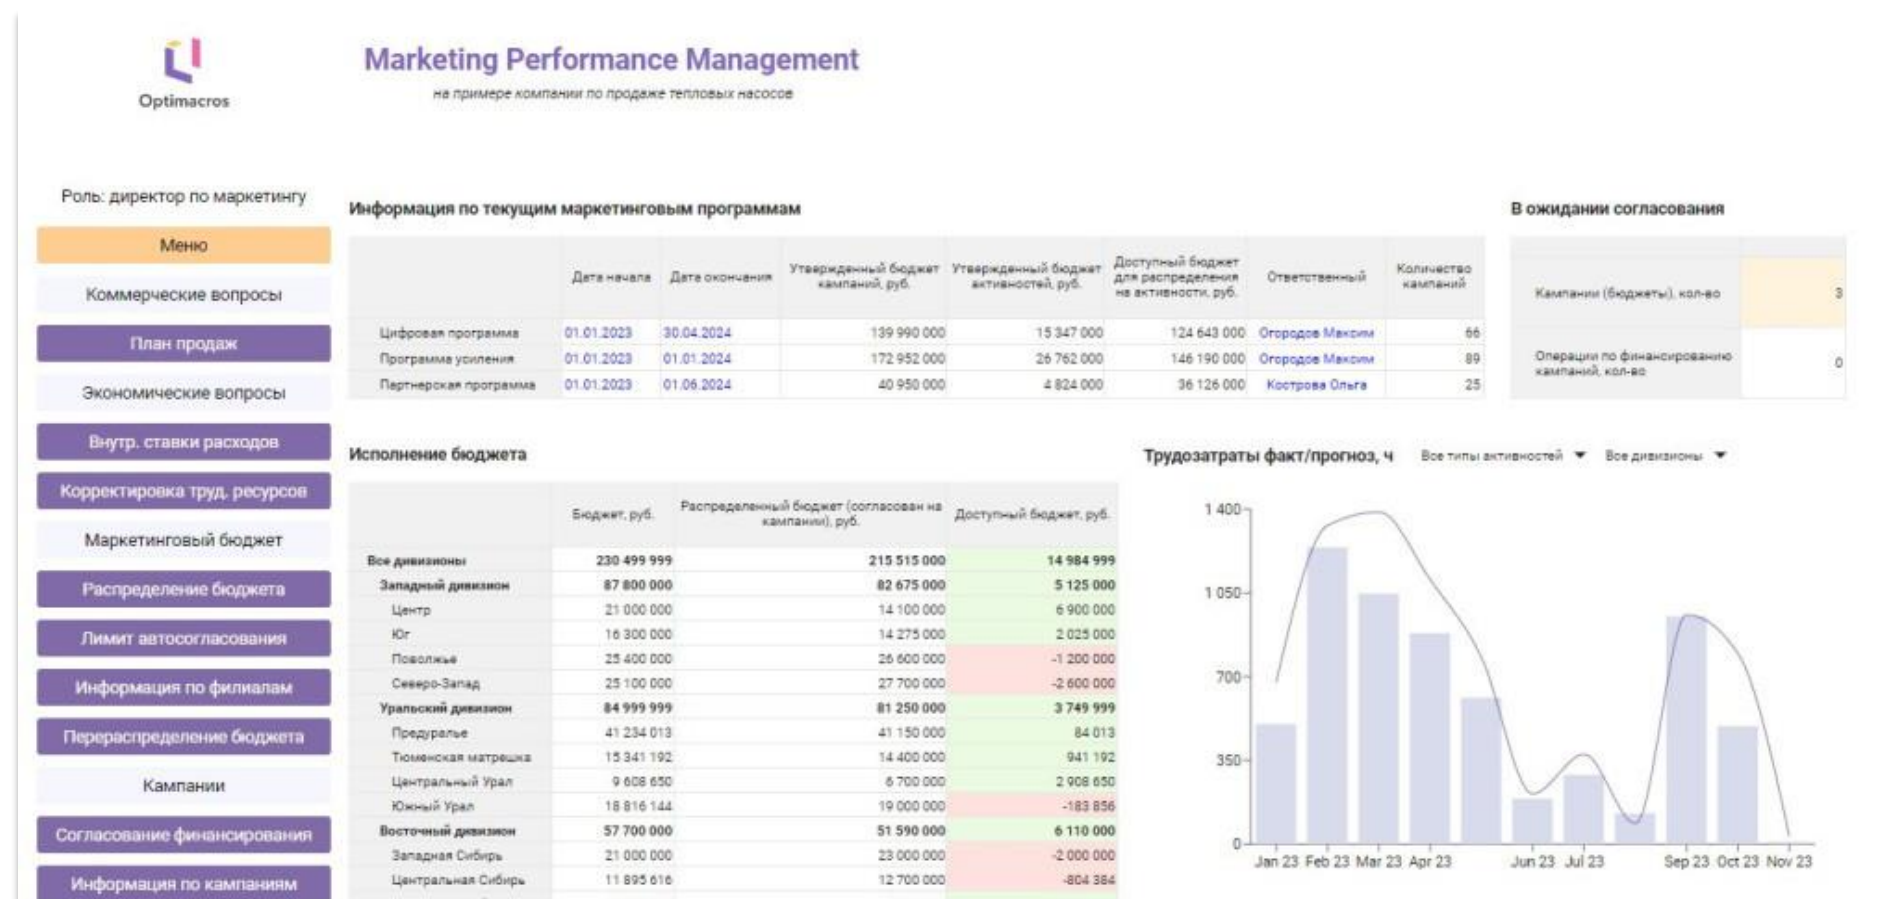 Optimacros
Marketing Performance Management
на примере компании по продаже тепловых насосов
Роль: директор по маркетингу
Меню
Коммерческие вопросы
План продаж
Экономические вопросы
Внутр. ставки расходов
Корректировка труд. ресурсов
Маркетинговый бюджет
Распределение бюджета
Лимит автосогласования
Информация по филиалам
Перераспределение бюджета
Кампании
Согласование финансирования
Информация по кампаниям
Информация по текущим маркетинговым программам
Дата начала Дата окончания Утвержденный бюджет кампаний, руб. Утвержденный бюджет активностей, руб. Доступный бюджет для распределения на активности, руб. Ответственный Количество кампаний
Цифровая программа 01.01.2023 30.04.2024 139 990 000 15 347 000 124 643 000 Огородов Максим 66
Программа усиления 01.01.2023 01.01.2024 172 952 000 26 762 000 146 190 000 Огородов Максим 89
Партнерская программа 01.01.2023 01.06.2024 40 950 000 4 824 000 36 126 000 Кострова Ольга 25
В ожидании согласования
Кампании (бюджеты), кол-во 3
Операции по финансированию кампаний, кол-во 0
Исполнение бюджета
Бюджет, руб. Распределенный бюджет (согласован на кампании), руб. Доступный бюджет, руб.
Все дивизионы 230 499 999 215 515 000 14 984 999
Западный дивизион 87 800 000 82 675 000 5 125 000
Центр 21 000 000 14 100 000 6 900 000
Юг 16 300 000 14 275 000 2 025 000
Поволжье 25 400 000 26 600 000 -1 200 000
Северо-Запад 25 100 000 27 700 000 -2 600 000
Уральский дивизион 84 999 999 81 250 000 3 749 999
Предуралье 41 234 013 41 150 000 84 013
Тюменская матрешка 15 341 192 14 400 000 941 192
Центральный Урал 9 608 650 6 700 000 2 908 650
Южный Урал 18 816 144 19 000 000 -183 856
Восточный дивизион 57 700 000 51 590 000 6 110 000
Западная Сибирь 21 000 000 23 000 000 -2 000 000
Центральная Сибирь 11 895 616 12 700 000 -804 384
Трудозатраты факт/прогноз, ч Все типы активностей Все дивизионы
1 400
1 050
700
350
0
Jan 23 Feb 23 Mar 23 Apr 23 Jun 23 Jul 23 Sep 23 Oct 23 Nov 23